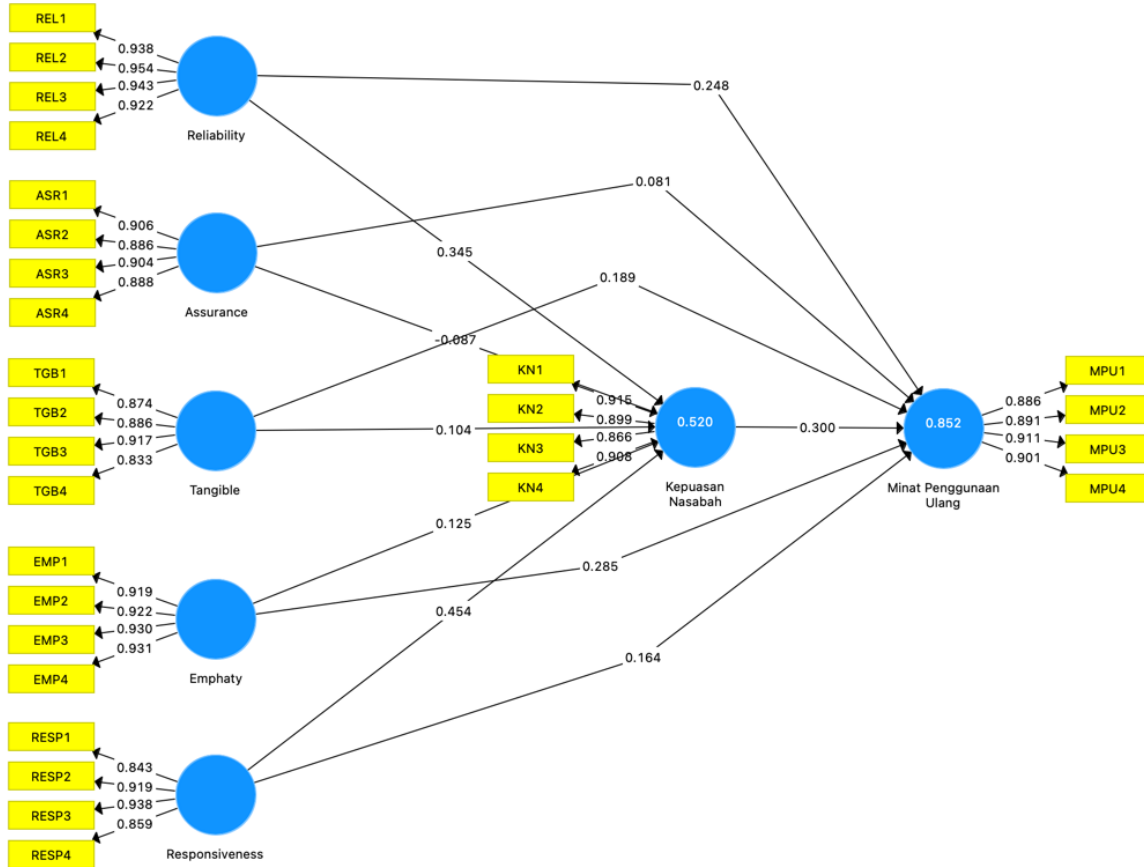 REL1
0.938
REL2
0.954
REL3
0.943
REL4
0.922
Reliability
0.248
ASR1
0.906
ASR2
0.886
ASR3
0.904
ASR4
0.888
Assurance
0.081
0.345
0.189
-0.087
TGB1
0.874
TGB2
0.886
TGB3
0.917
TGB4
0.833
Tangible
0.104
KN1
0.915
KN2
0.899
KN3
0.866
KN4
0.908
0.520
Kepuasan
Nasabah
0.300
0.852
Minat Penggunaan
Ulang
MPU1
0.886
MPU2
0.891
MPU3
0.911
MPU4
0.901
0.125
0.285
EMP1
0.919
EMP2
0.922
EMP3
0.930
EMP4
0.931
Emphaty
0.454
0.164
RESP1
0.843
RESP2
0.919
RESP3
0.938
RESP4
0.859
Responsiveness